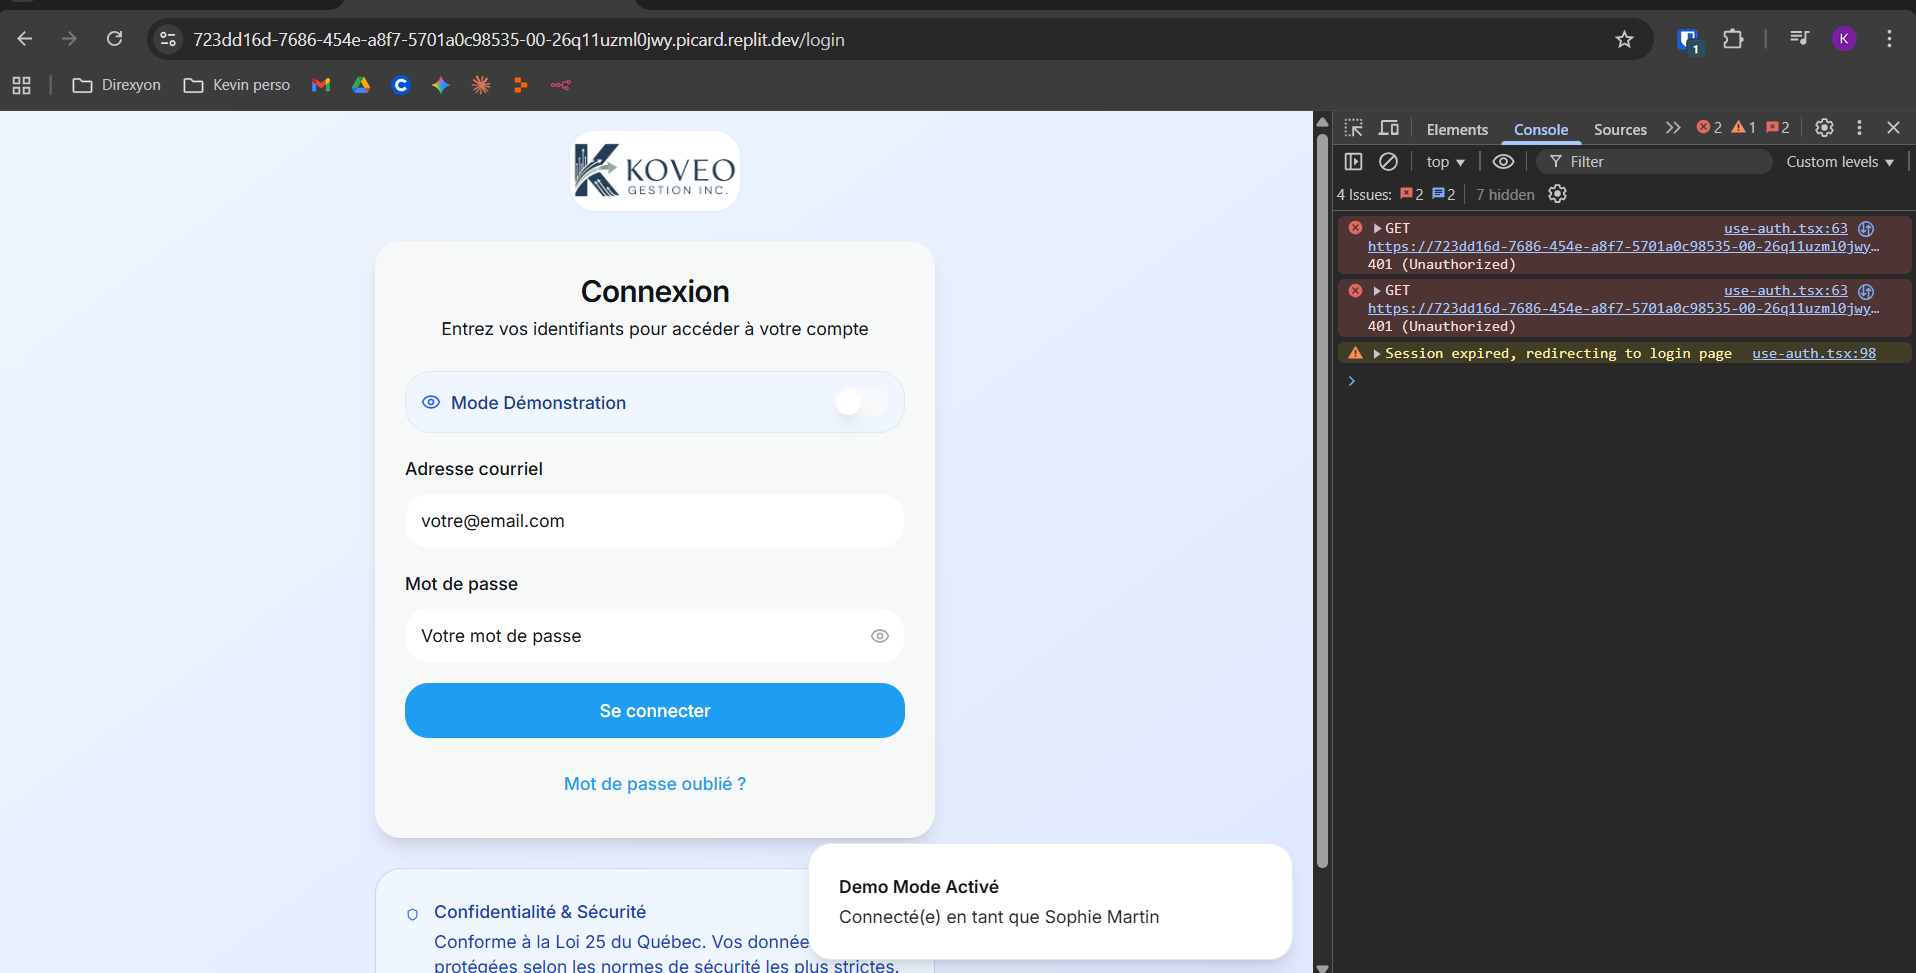 723dd16d-7686-454e-a8f7-5701a0c98535-00-26q11uzml0jwy.picard.replit.dev/login
1
K
Direxyon
Kevin perso
KOVEO
GESTION INC.
Connexion
Entrez vos identifiants pour accéder à votre compte
Mode Démonstration
Adresse courriel
votre@email.com
Mot de passe
Votre mot de passe
Se connecter
Mot de passe oublié ?
Confidentialité & Sécurité
Conforme à la Loi 25 du Québec. Vos donnée
protégées selon les normes de sécurité les plus strictes.
Demo Mode Activé
Connecté(e) en tant que Sophie Martin
Elements Console Sources 2 1 2
top Filter Custom levels
4 Issues: 2 2 7 hidden
GET use-auth.tsx:63
https://723dd16d-7686-454e-a8f7-5701a0c98535-00-26q11uzml0jwy…
401 (Unauthorized)
GET use-auth.tsx:63
https://723dd16d-7686-454e-a8f7-5701a0c98535-00-26q11uzml0jwy…
401 (Unauthorized)
Session expired, redirecting to login page use-auth.tsx:98